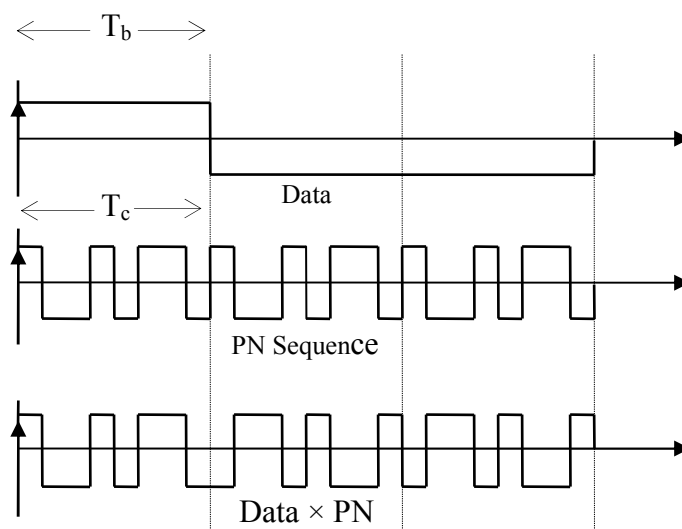 T_b
Data
T_c
PN Sequence
Data × PN